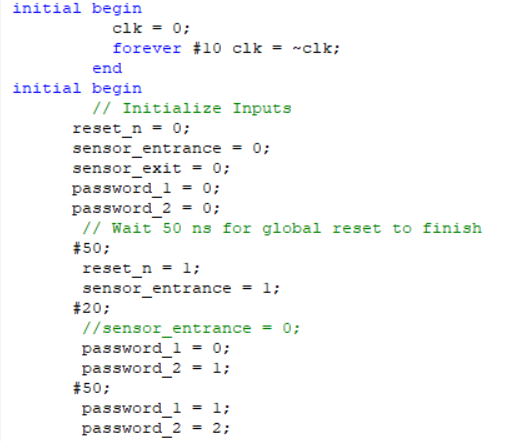 initial begin
clk = 0;
forever #10 clk = ~clk;
end
initial begin
// Initialize Inputs
reset_n = 0;
sensor_entrance = 0;
sensor_exit = 0;
password_1 = 0;
password_2 = 0;
// Wait 50 ns for global reset to finish
#50;
reset_n = 1;
sensor_entrance = 1;
#20;
//sensor_entrance = 0;
password_1 = 0;
password_2 = 1;
#50;
password_1 = 1;
password_2 = 2;